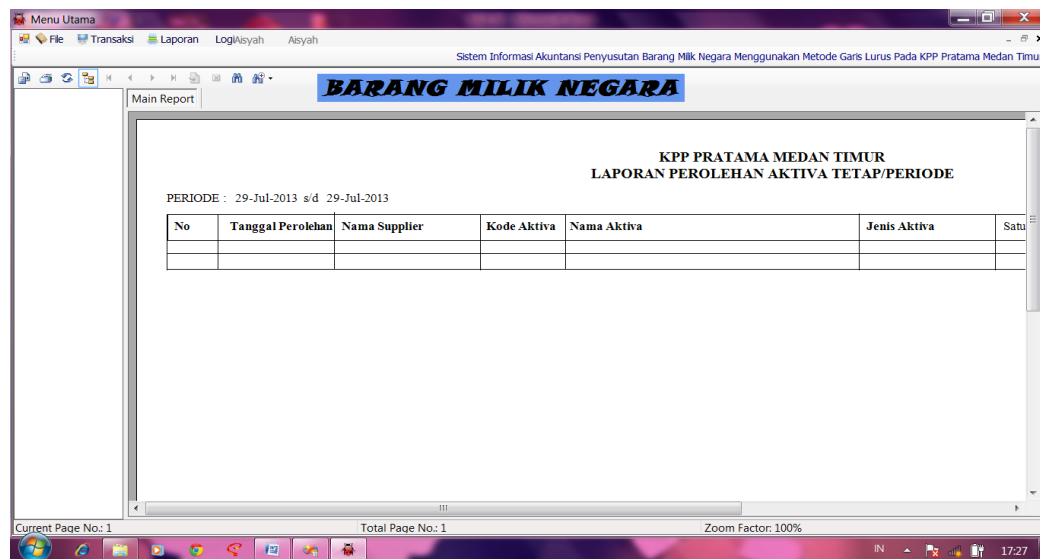 Menu Utama
File Transaksi Laporan Logi Aisyah Aisyah
Sistem Informasi Akuntansi Penyusutan Barang Milik Negara Menggunakan Metode Garis Lurus Pada KPP Pratama Medan Timu
BARANG MILIK NEGARA
Main Report
KPP PRATAMA MEDAN TIMUR
LAPORAN PEROLEHAN AKTIVA TETAP/PERIODE
PERIODE : 29-Jul-2013 s/d 29-Jul-2013
No Tanggal Perolehan Nama Supplier Kode Aktiva Nama Aktiva Jenis Aktiva Satu
Current Page No.: 1 Total Page No.: 1 Zoom Factor: 100%
IN 17:27